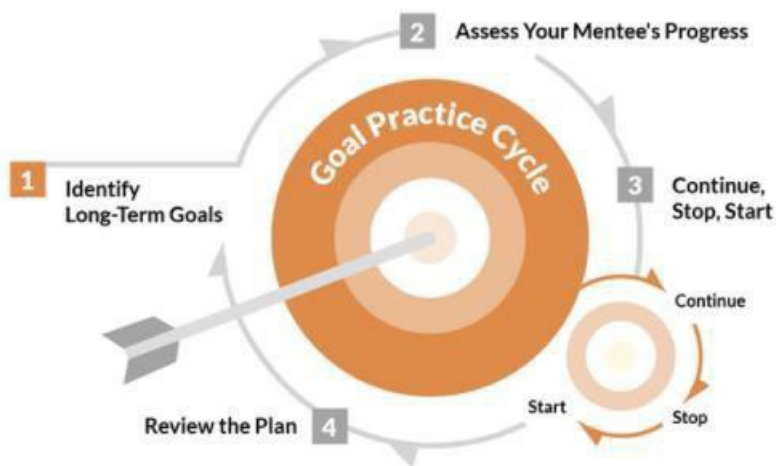 1
Identify
Long-Term Goals
2
Assess Your Mentee's Progress
Goal Practice Cycle
3
Continue,
Stop, Start
Continue
Stop
Start
4
Review the Plan